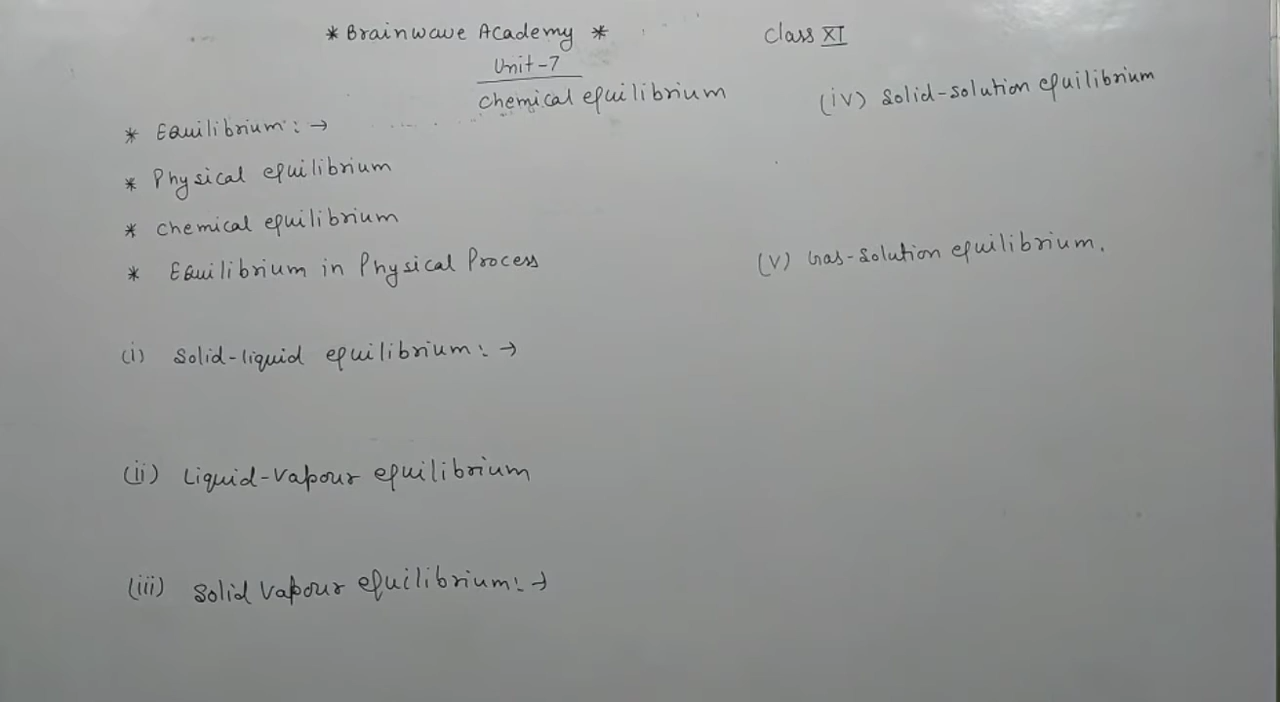 * Brainwave Academy *
Class XI
Unit-7
Chemical equilibrium
* Equilibrium : →
* Physical equilibrium
* Chemical equilibrium
* Equilibrium in Physical Process
(i) Solid-liquid equilibrium : →
(ii) Liquid-Vapour equilibrium
(iii) Solid Vapour equilibrium : →
(iv) Solid-solution equilibrium
(v) Gas-Solution equilibrium.